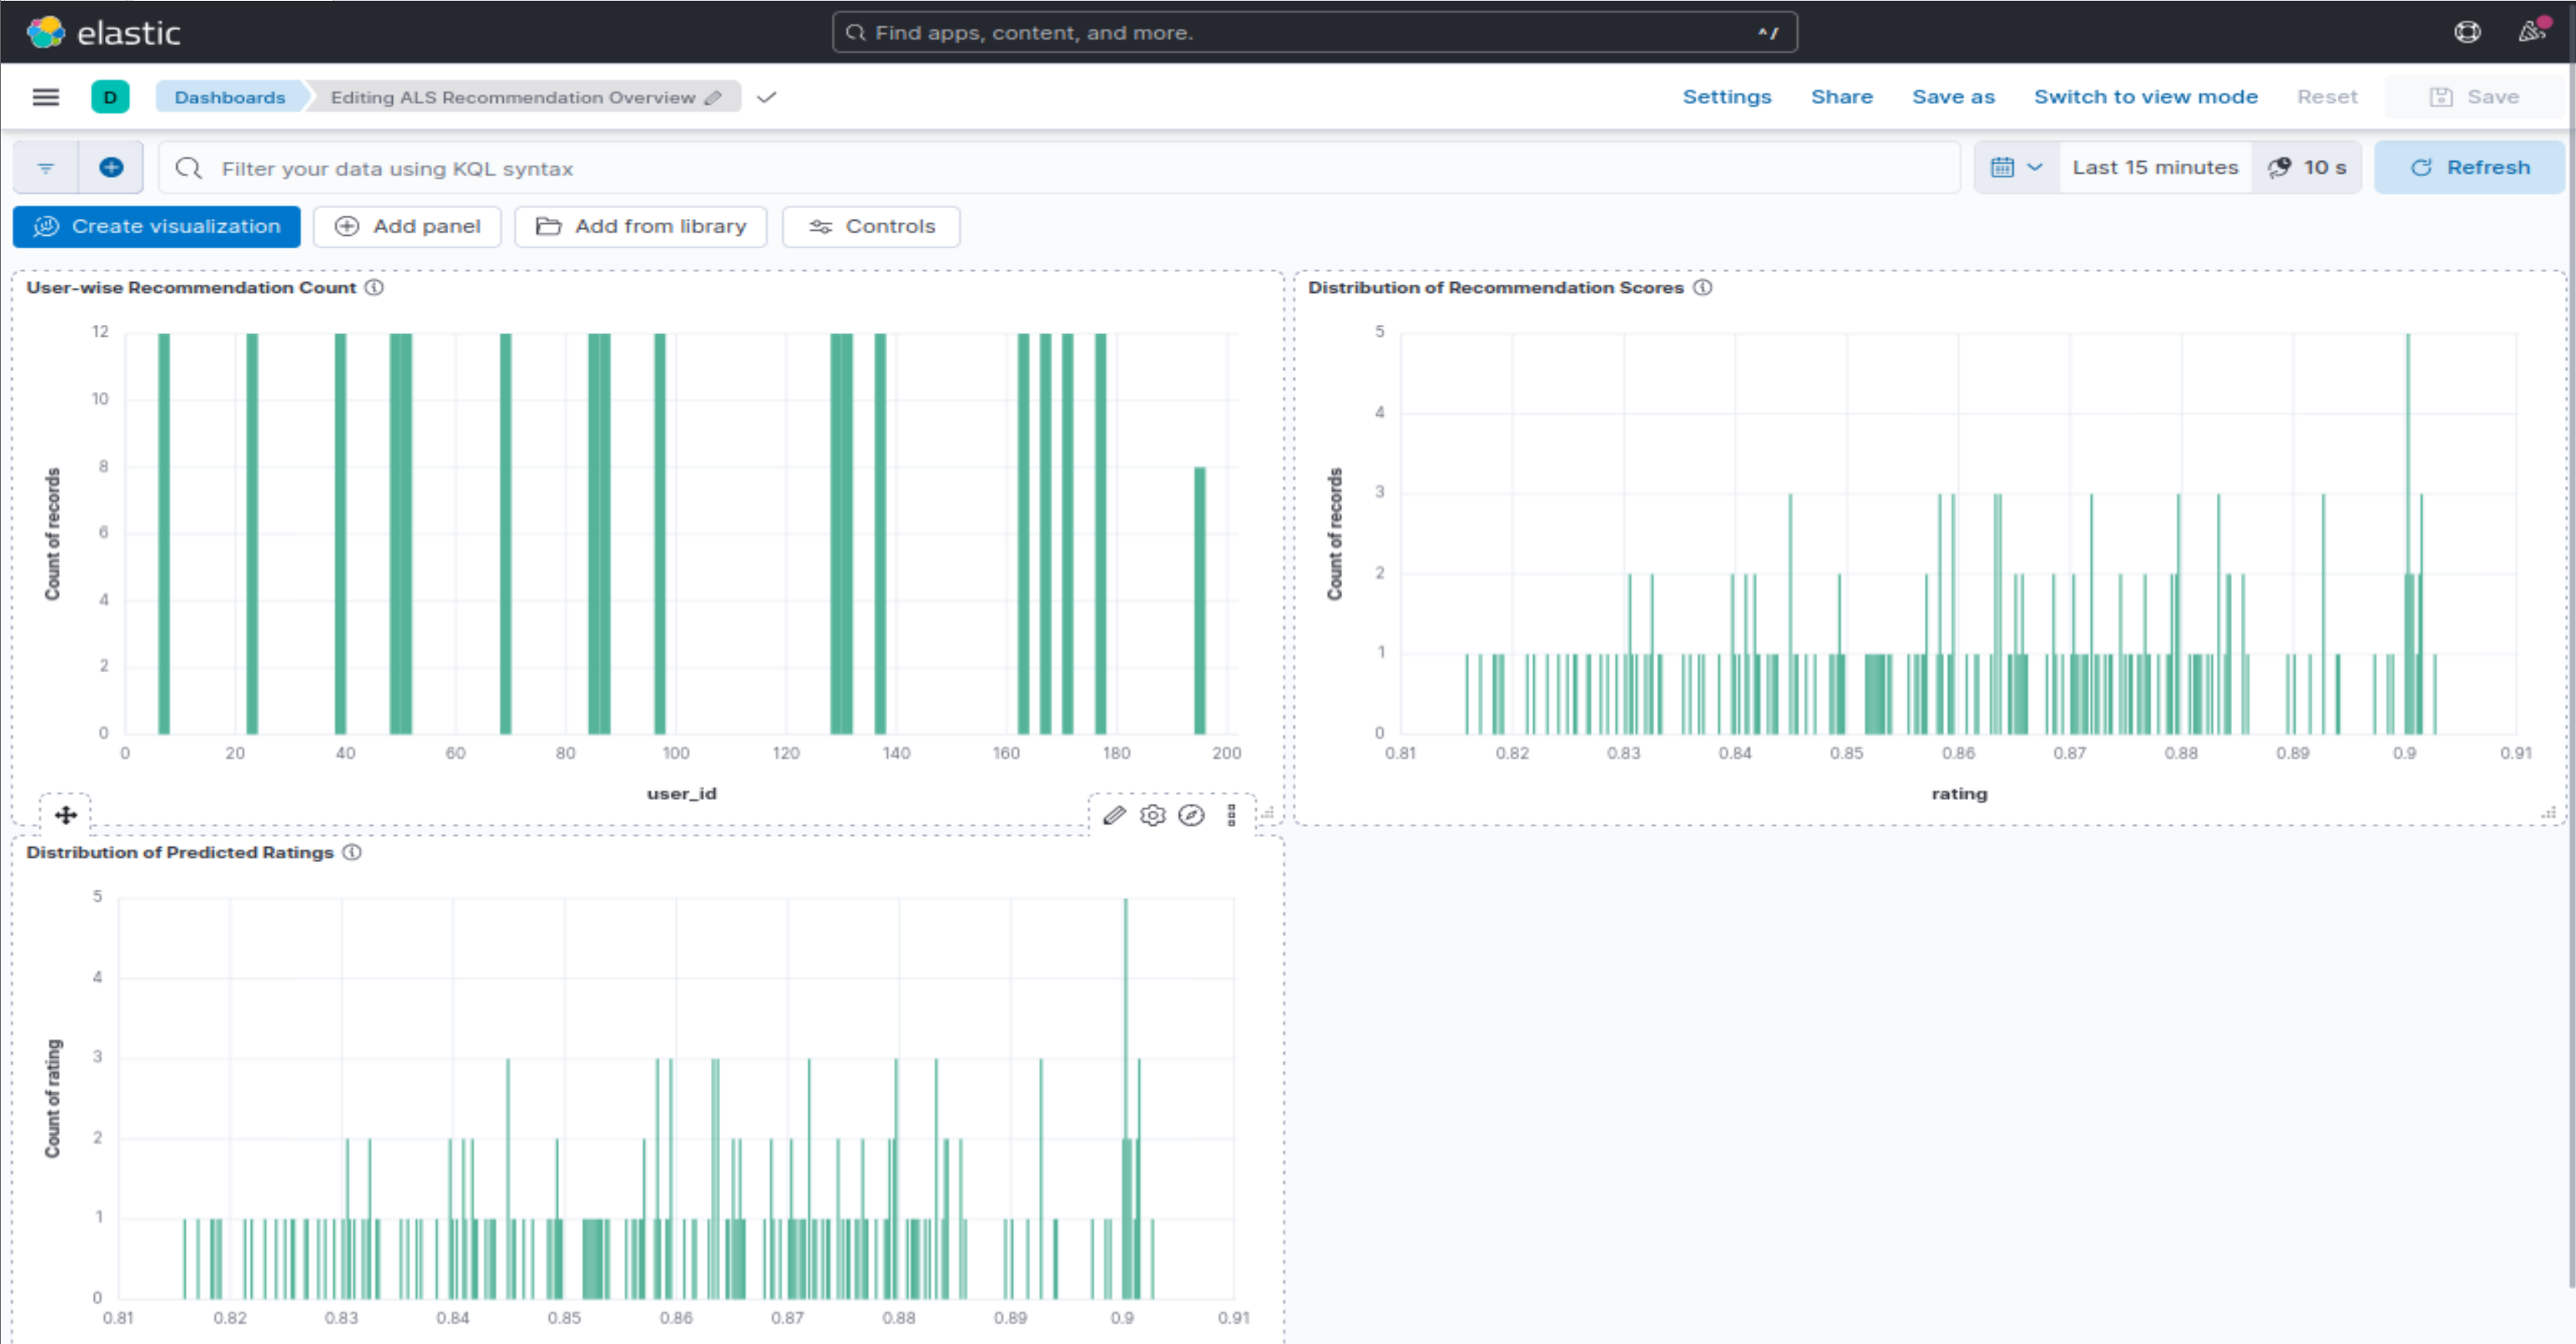 elastic
Find apps, content, and more.
^/
D
Dashboards
Editing ALS Recommendation Overview
Settings
Share
Save as
Switch to view mode
Reset
Save
Filter your data using KQL syntax
Last 15 minutes
10 s
Refresh
Create visualization
Add panel
Add from library
Controls
User-wise Recommendation Count
12
10
8
6
4
2
0
Count of records
0 20 40 60 80 100 120 140 160 180 200
user_id
Distribution of Recommendation Scores
5
4
3
2
1
0
Count of records
0.81 0.82 0.83 0.84 0.85 0.86 0.87 0.88 0.89 0.9 0.91
rating
Distribution of Predicted Ratings
5
4
3
2
1
0
Count of rating
0.81 0.82 0.83 0.84 0.85 0.86 0.87 0.88 0.89 0.9 0.91